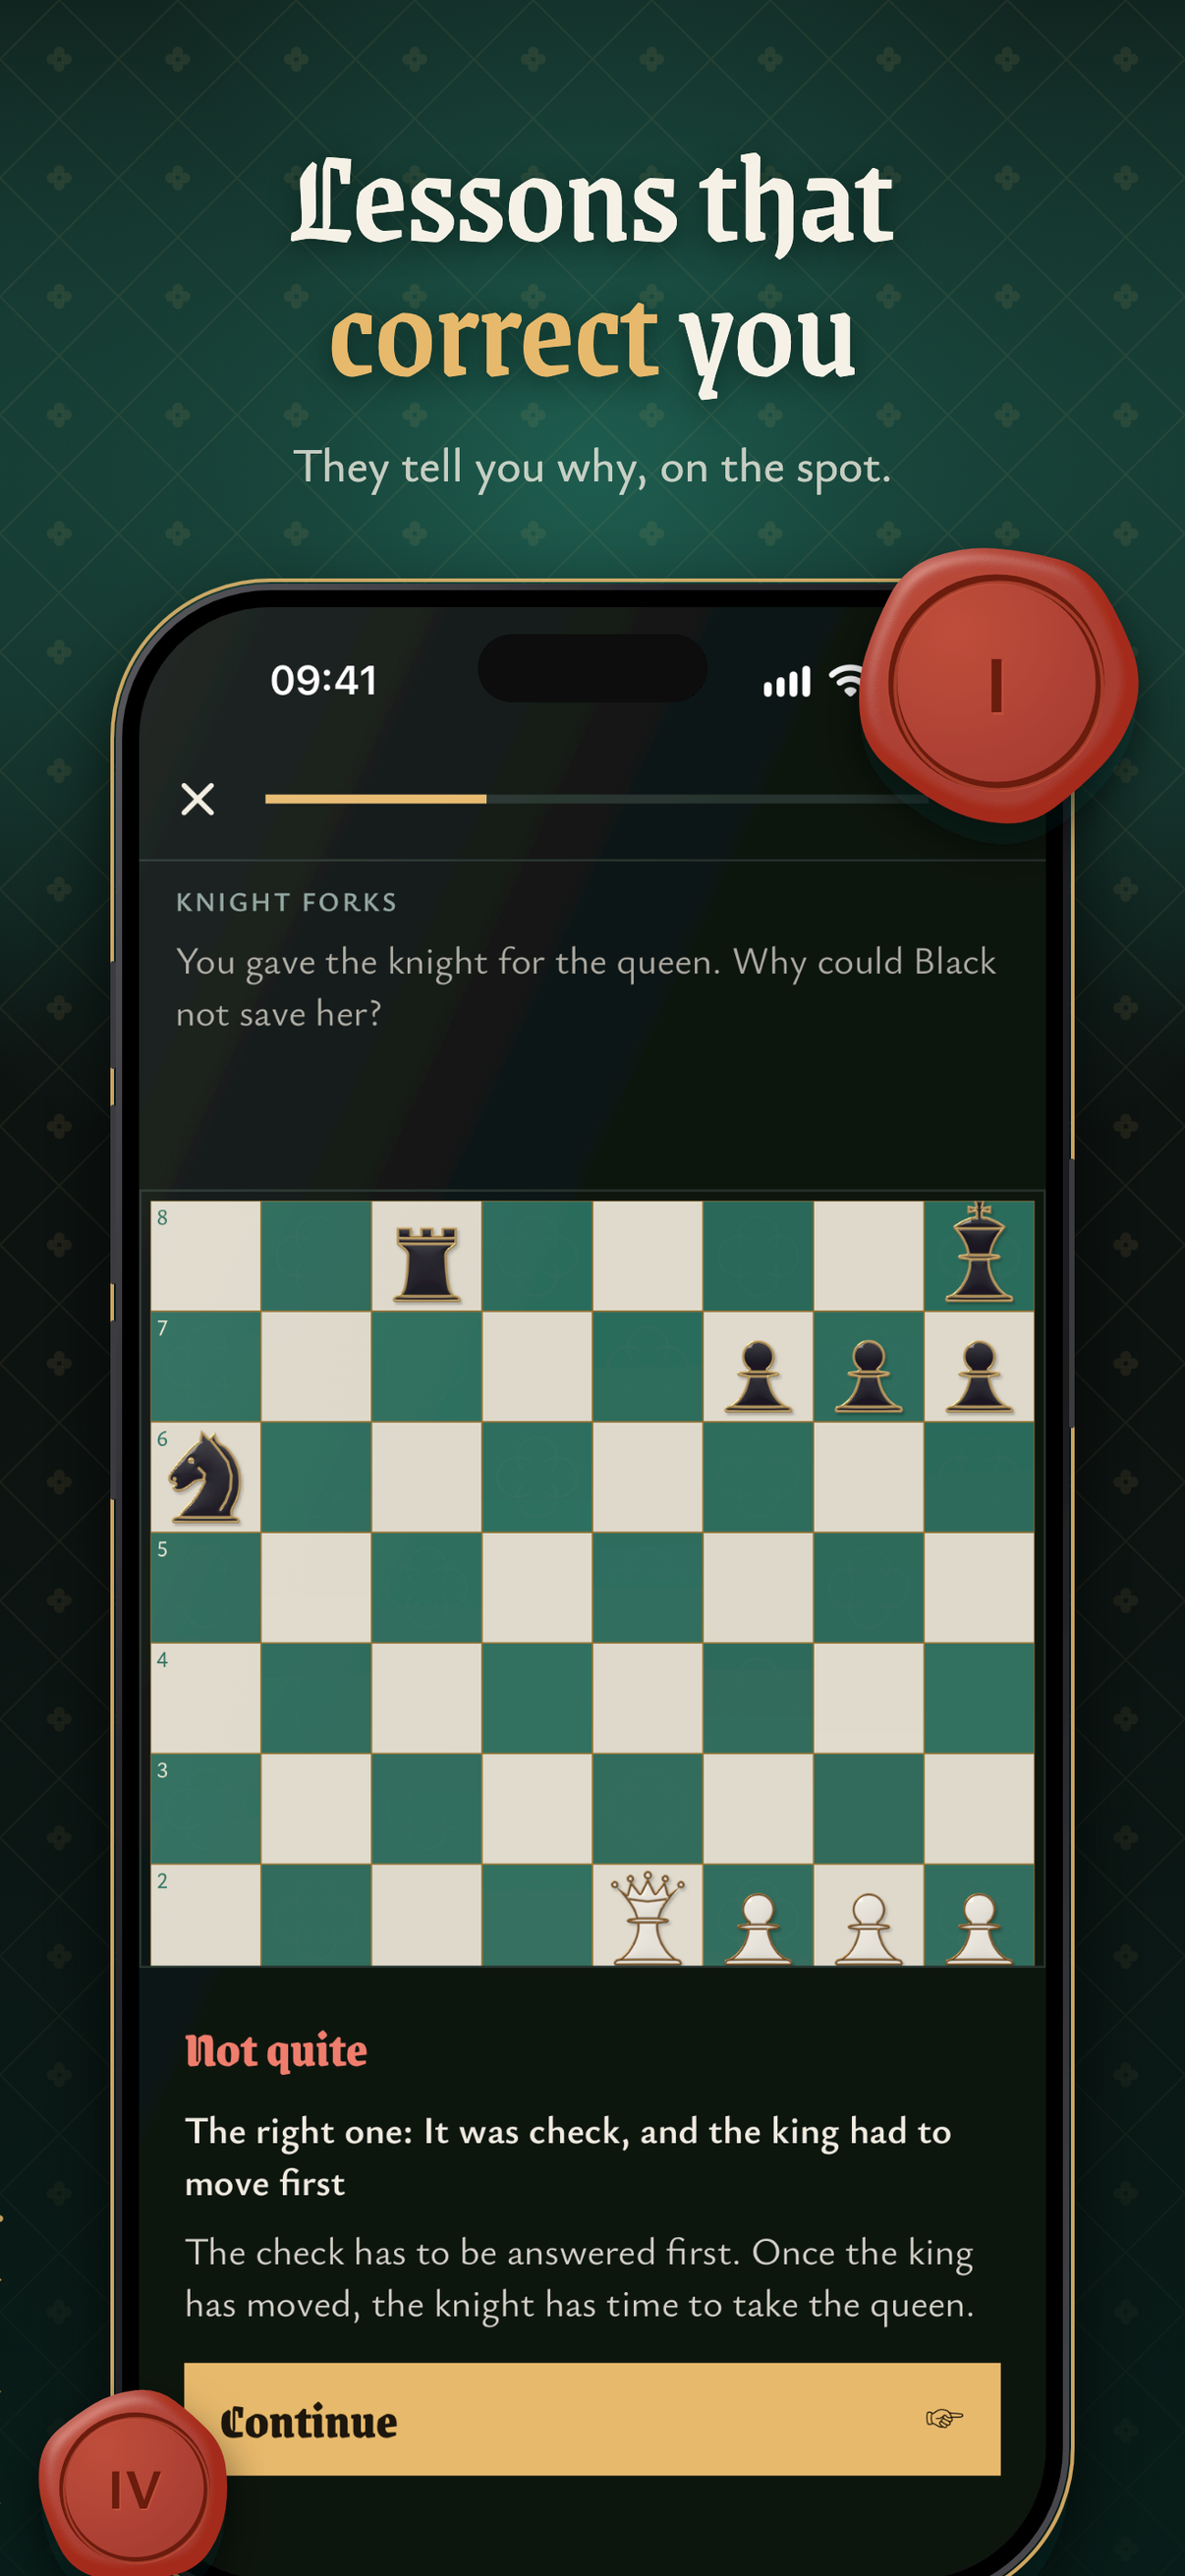 Lessons that
correct you
They tell you why, on the spot.
09:41
I
KNIGHT FORKS
You gave the knight for the queen. Why could Black
not save her?
8
7
6
5
4
3
2
Not quite
The right one: It was check, and the king had to
move first
The check has to be answered first. Once the king
has moved, the knight has time to take the queen.
Continue
IV